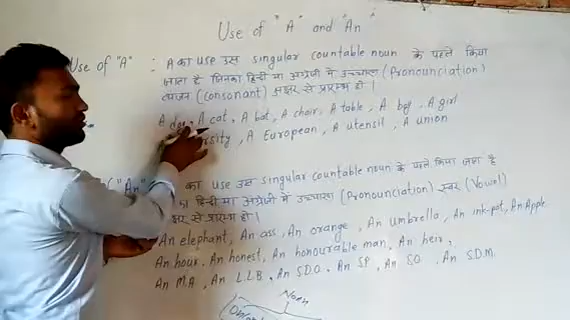 Use of "A" and "An"
Use of "A" : A का use उस singular countable noun के पहले किया
जाता है जिनका हिन्दी या अंग्रेजी में उच्चारण (Pronounciation)
व्यंजन (consonant) अक्षर से प्रारम्भ हो।
A dog, A cat, A bat, A chair, A table, A boy, A girl
A European, A utensil, A union
"An" का use उस singular countable noun के पहले किया जाता है
हिन्दी या अंग्रेजी में उच्चारण (Pronounciation) स्वर (Vowel)
से प्रारम्भ हो।
An elephant, An ass, An orange, An umbrella, An ink-pot, An Apple
An hour, An honest, An honourable man, An heir,
An M.A, An L.L.B, An S.D.O, An SP, An S.O, An S.D.M
Noun